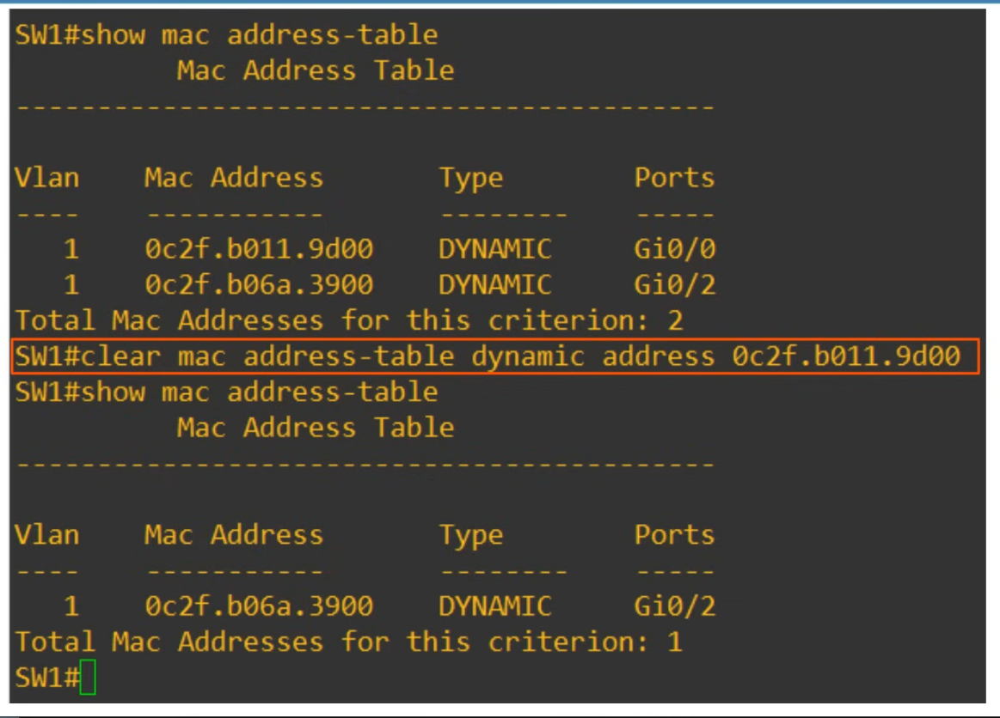 SW1#show mac address-table
          Mac Address Table
-------------------------------------------

Vlan    Mac Address       Type        Ports
----    -----------       --------    -----
   1    0c2f.b011.9d00    DYNAMIC     Gi0/0
   1    0c2f.b06a.3900    DYNAMIC     Gi0/2
Total Mac Addresses for this criterion: 2
SW1#clear mac address-table dynamic address 0c2f.b011.9d00
SW1#show mac address-table
          Mac Address Table
-------------------------------------------

Vlan    Mac Address       Type        Ports
----    -----------       --------    -----
   1    0c2f.b06a.3900    DYNAMIC     Gi0/2
Total Mac Addresses for this criterion: 1
SW1#